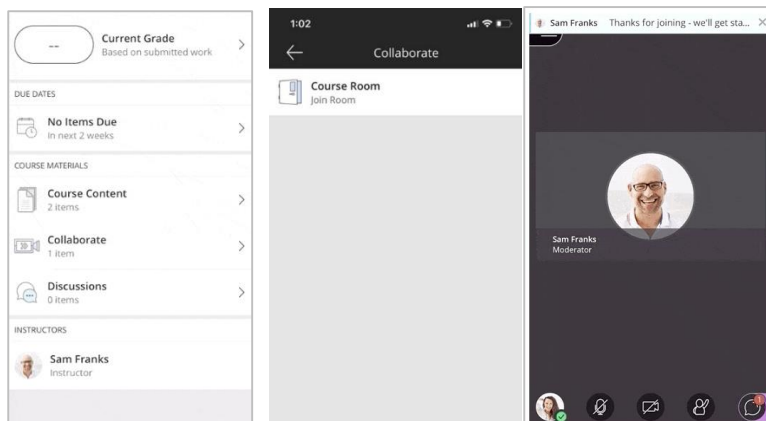 --
Current Grade
Based on submitted work
DUE DATES
No Items Due
In next 2 weeks
COURSE MATERIALS
Course Content
2 items
Collaborate
1 item
Discussions
0 items
INSTRUCTORS
Sam Franks
Instructor
1:02
Collaborate
Course Room
Join Room
Sam Franks Thanks for joining - we'll get sta...
Sam Franks
Moderator
1